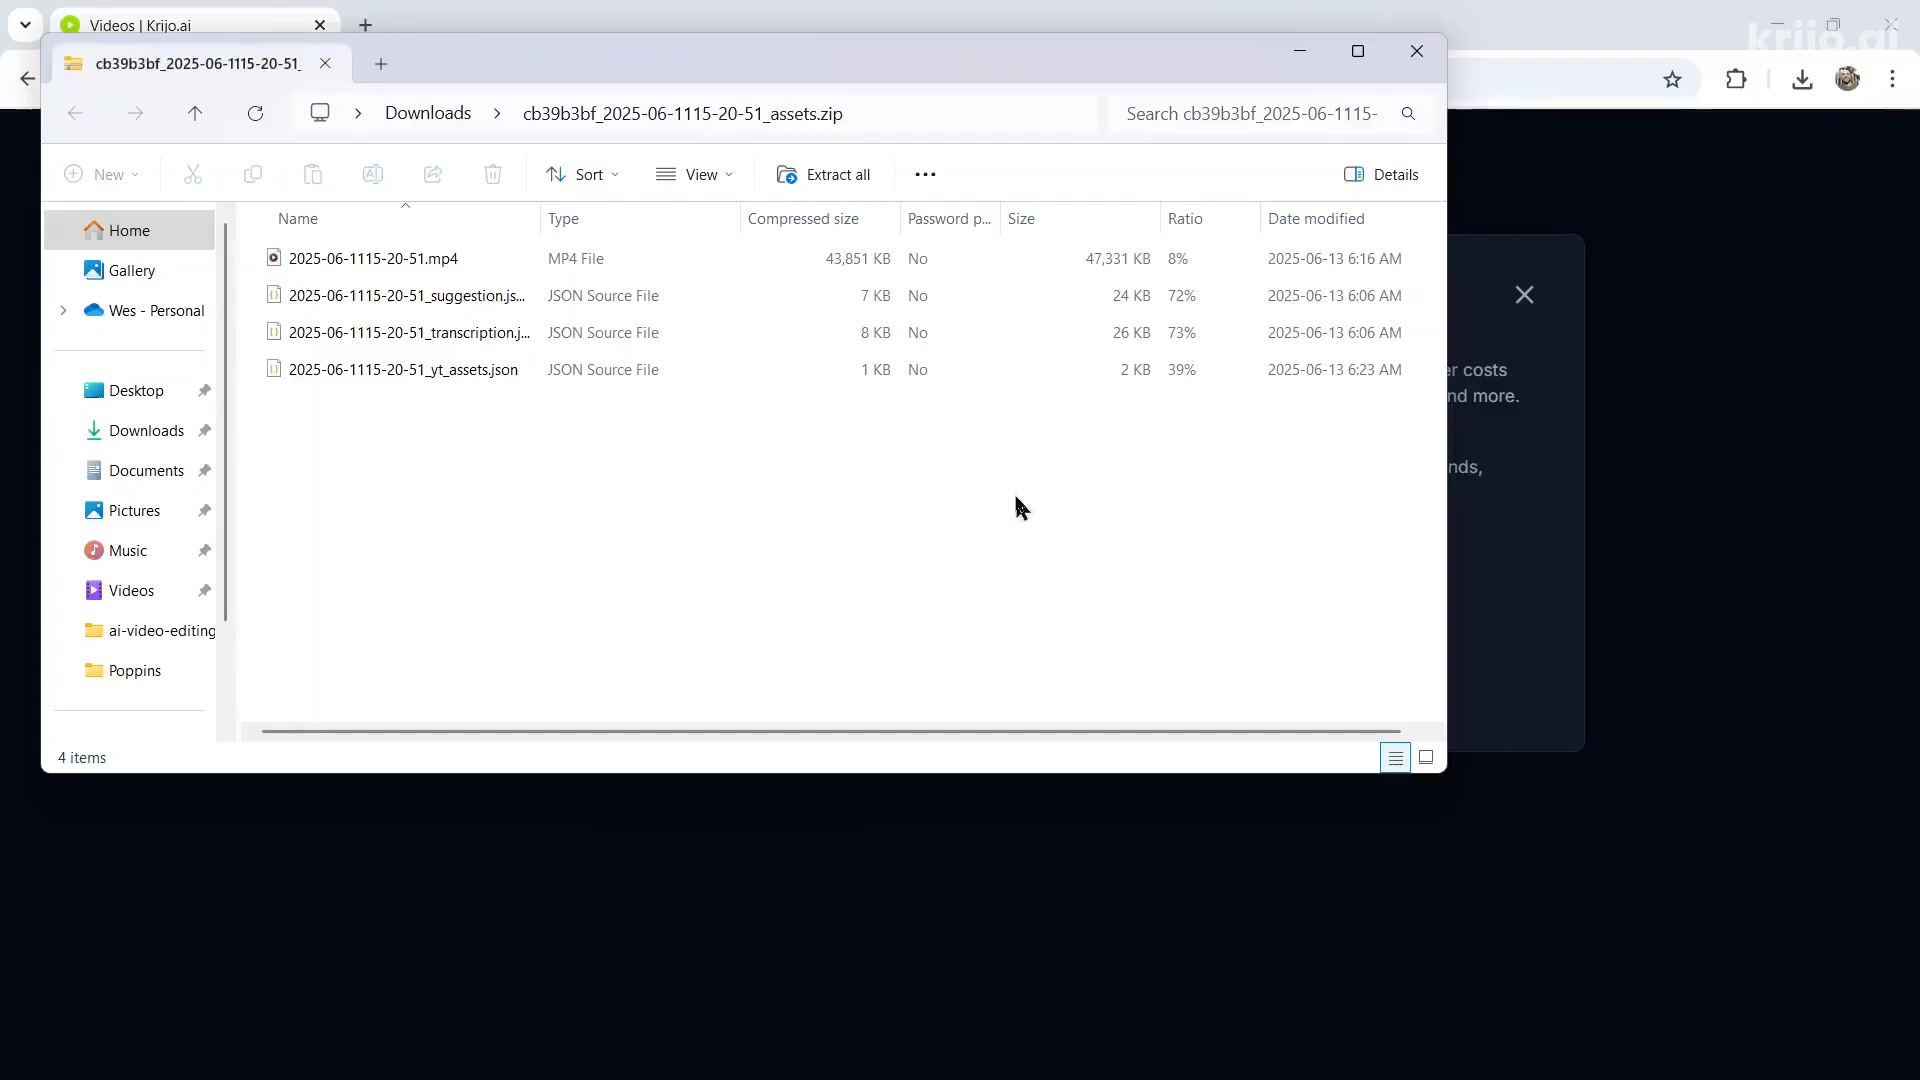 Videos | Krijo.ai
krijo.ai
cb39b3bf_2025-06-1115-20-51_
Downloads
cb39b3bf_2025-06-1115-20-51_assets.zip
Search cb39b3bf_2025-06-1115-
New
Sort
View
Extract all
Details
Name Type Compressed size Password p... Size Ratio Date modified
2025-06-1115-20-51.mp4 MP4 File 43,851 KB No 47,331 KB 8% 2025-06-13 6:16 AM
2025-06-1115-20-51_suggestion.js... JSON Source File 7 KB No 24 KB 72% 2025-06-13 6:06 AM
2025-06-1115-20-51_transcription.j... JSON Source File 8 KB No 26 KB 73% 2025-06-13 6:06 AM
2025-06-1115-20-51_yt_assets.json JSON Source File 1 KB No 2 KB 39% 2025-06-13 6:23 AM
Home
Gallery
Wes - Personal
Desktop
Downloads
Documents
Pictures
Music
Videos
ai-video-editing
Poppins
4 items
er costs
nd more.
nds,